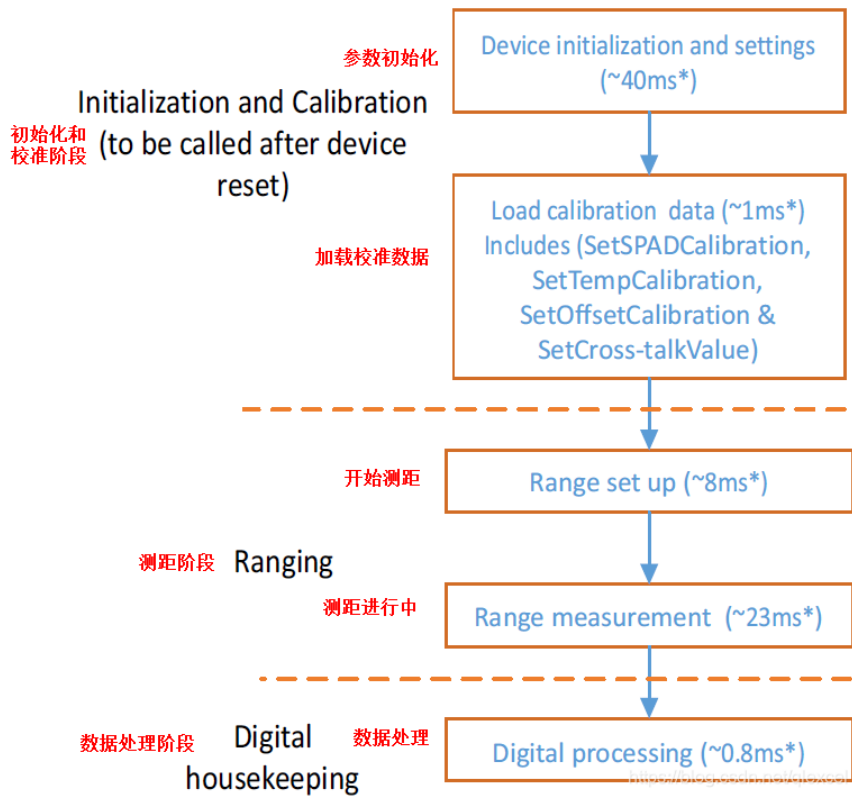 参数初始化
Device initialization and settings
(~40ms*)
初始化和
校准阶段
Initialization and Calibration
(to be called after device
reset)
加载校准数据
Load calibration data (~1ms*)
Includes (SetSPADCalibration,
SetTempCalibration,
SetOffsetCalibration &
SetCross-talkValue)
开始测距
Range set up (~8ms*)
测距阶段
Ranging
测距进行中
Range measurement (~23ms*)
数据处理阶段
Digital
housekeeping
数据处理
Digital processing (~0.8ms*)